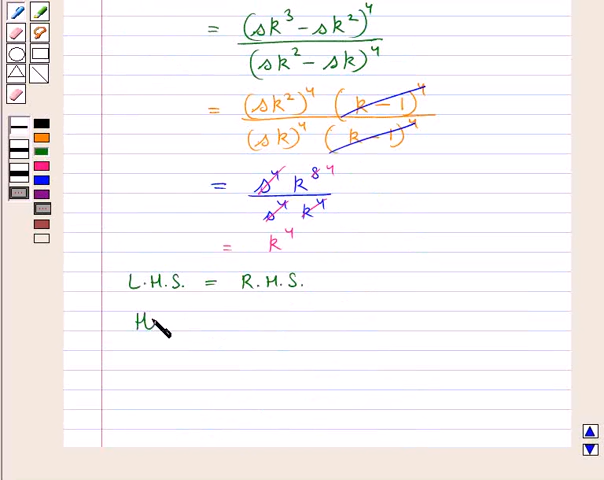 = (sk³ − sk²)⁴ / (sk² − sk)⁴
= (sk²)⁴ (k − 1)⁴ / (sk)⁴ (k − 1)⁴
= s⁴ k⁸ ⁴ / s⁴ k⁴
= k⁴
L.H.S. = R.H.S.
H